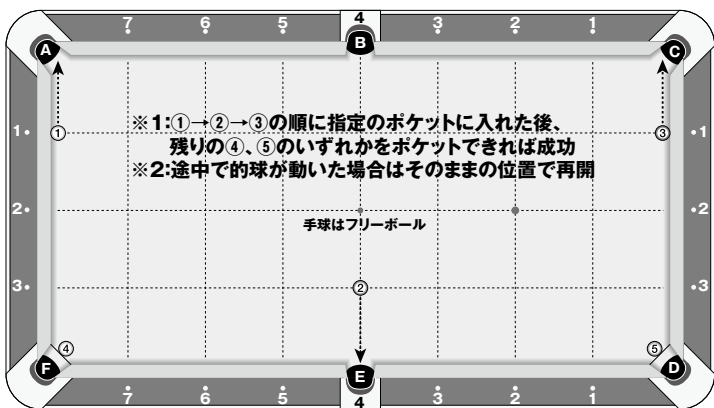 7 6 5 4 3 2 1
A B C
1 ① ③ 1
※1:①→②→③の順に指定のポケットに入れた後、
残りの④、⑤のいずれかをポケットできれば成功
※2:途中で的球が動いた場合はそのままの位置で再開
2 2
手球はフリーボール
3 ② 3
④ ⑤
F E D
7 6 5 4 3 2 1